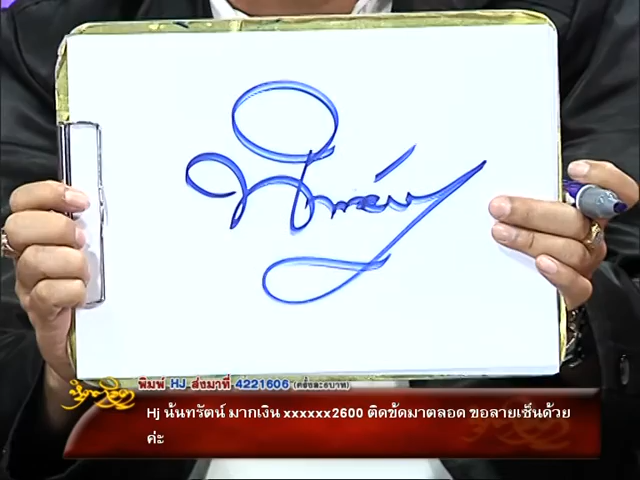 พิมพ์ HJ ส่งมาที่ 4221606 (ครั้งละ6บาท)
Hj นันทรัตน์ มากเงิน xxxxxx2600 ติดขัดมาตลอด ขอลายเซ็นด้วย
ค่ะ